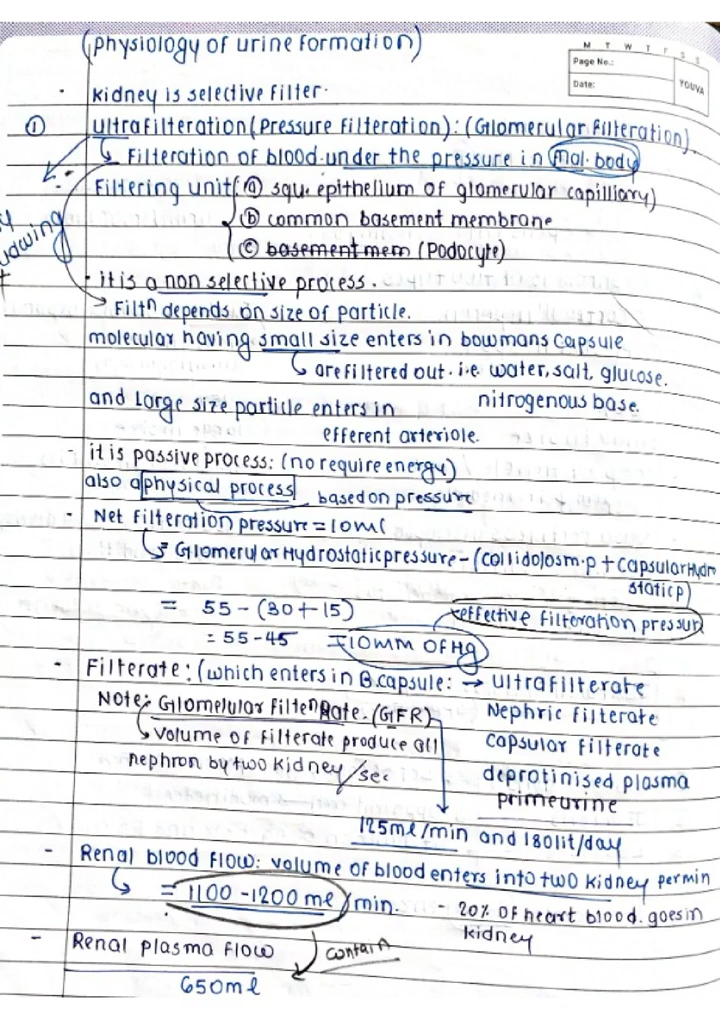 (physiology of urine formation)
M T W T F S S
Page No.:
Date:
YOUVA
• Kidney is selective filter.
① Ultrafilteration (Pressure Filteration): (Glomerular Filteration).
↳ Filteration of blood under the pressure in mal. body
- Filtering unit (ⓐ squ. epithelium of glomerular capilliary)
ⓑ common basement membrane
ⓒ basement mem (Podocyte)
• it is a non selective process.
→ Filtⁿ depends on size of particle.
molecular having small size enters in bowmans capsule
↳ are filtered out. i.e water, salt, glucose.
nitrogenous base.
and Large size particle enters in
efferent arteriole.
it is passive process: (no require energy)
also a physical process based on pressure
• Net filteration pressure = 10ml
↳ = Glomerular Hydrostatic pressure - (Collido)osm.p + Capsular Hydro
static p)
= 55 - (30 + 15)
effective filteration pressur
= 55 - 45 = 10mm OF Hg
- Filterate: (which enters in B.capsule: → ultrafilterate
Note: Glomelular Filteⁿ Rate. (GFR) Nephric filterate
↳ volume of filterate produce all capsular filterate
nephron by two kidney/sec deprotinised plasma
primeurine
125ml/min and 180lit/day
- Renal blood flow: volume of blood enters into two kidney permin
↳ = 1100 - 1200 ml/min. - 20% of heart blood. goes in
kidney
- Renal plasma flow contain
650ml